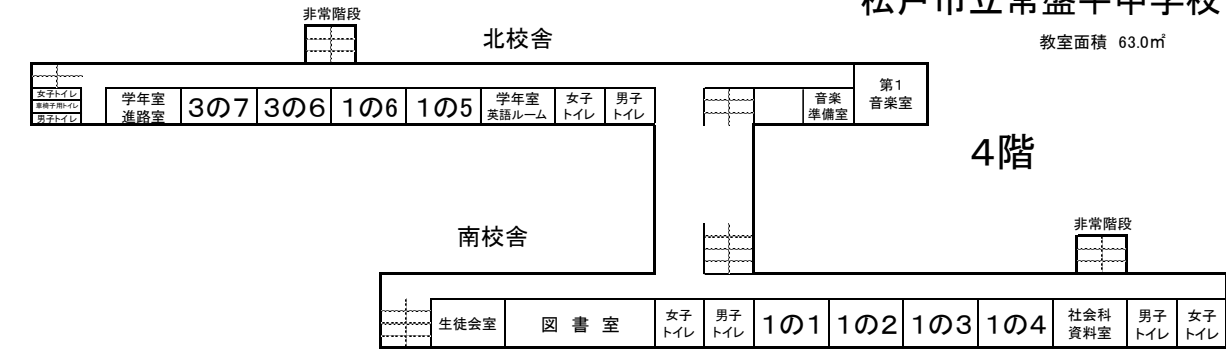 松戸市立常盤平中学校
非常階段
北校舎
教室面積 63.0㎡
女子トイレ
車椅子用トイレ
男子トイレ
学年室
進路室
3の7
3の6
1の6
1の5
学年室
英語ルーム
女子
トイレ
男子
トイレ
音楽
準備室
第1
音楽室
4階
南校舎
非常階段
生徒会室
図書室
女子
トイレ
男子
トイレ
1の1
1の2
1の3
1の4
社会科
資料室
男子
トイレ
女子
トイレ